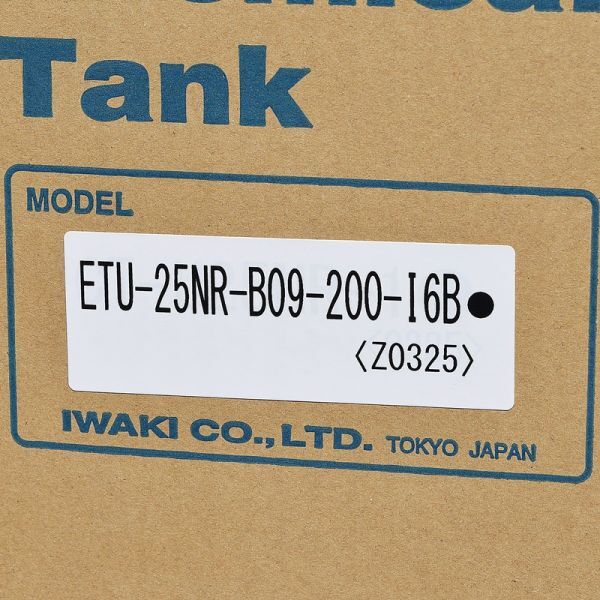 Tank
MODEL
ETU-25NR-B09-200-I6B●
〈Z0325〉
IWAKI CO.,LTD. TOKYO JAPAN